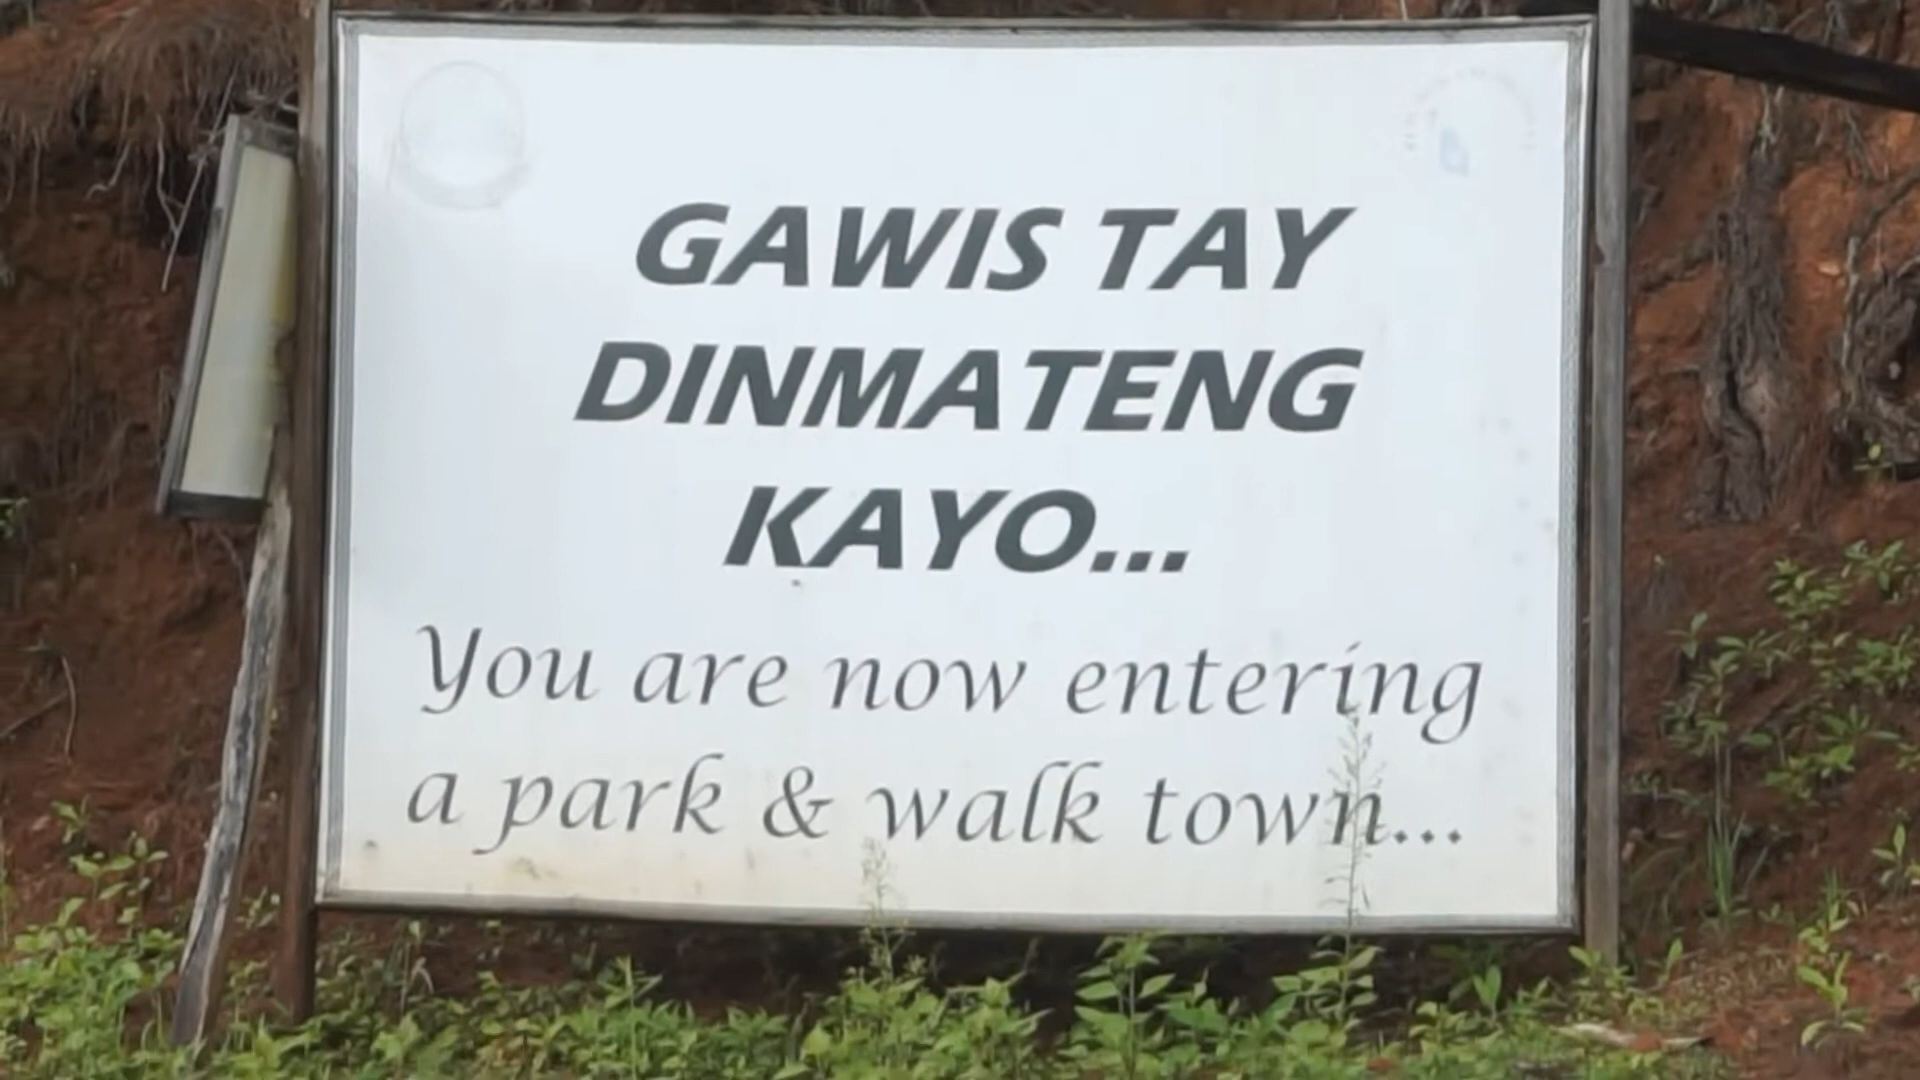 GAWIS TAY
DINMATENG
KAYO...
You are now entering
a park & walk town...